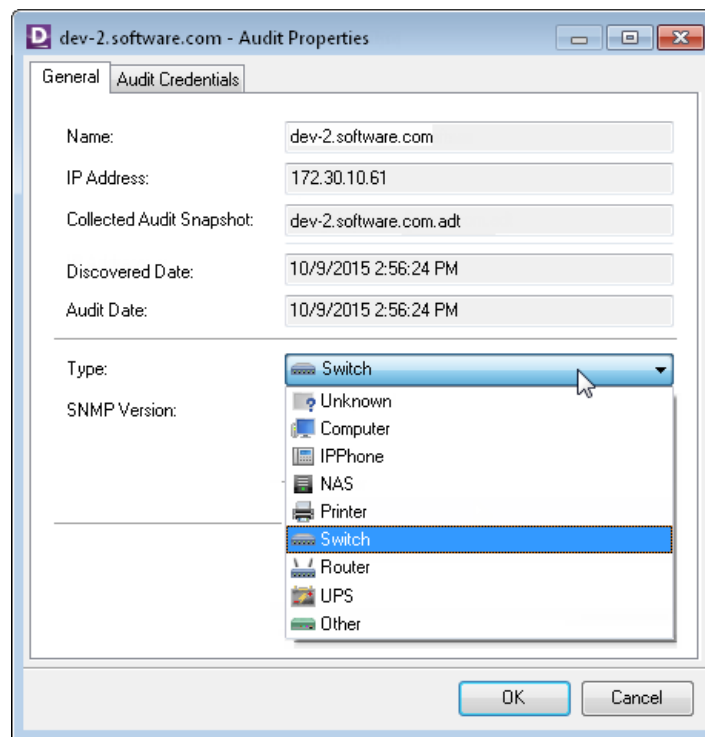 D dev-2.software.com - Audit Properties
General Audit Credentials
Name: dev-2.software.com
IP Address: 172.30.10.61
Collected Audit Snapshot: dev-2.software.com.adt
Discovered Date: 10/9/2015 2:56:24 PM
Audit Date: 10/9/2015 2:56:24 PM
Type: Switch
SNMP Version:
Unknown
Computer
IPPhone
NAS
Printer
Switch
Router
UPS
Other
OK Cancel